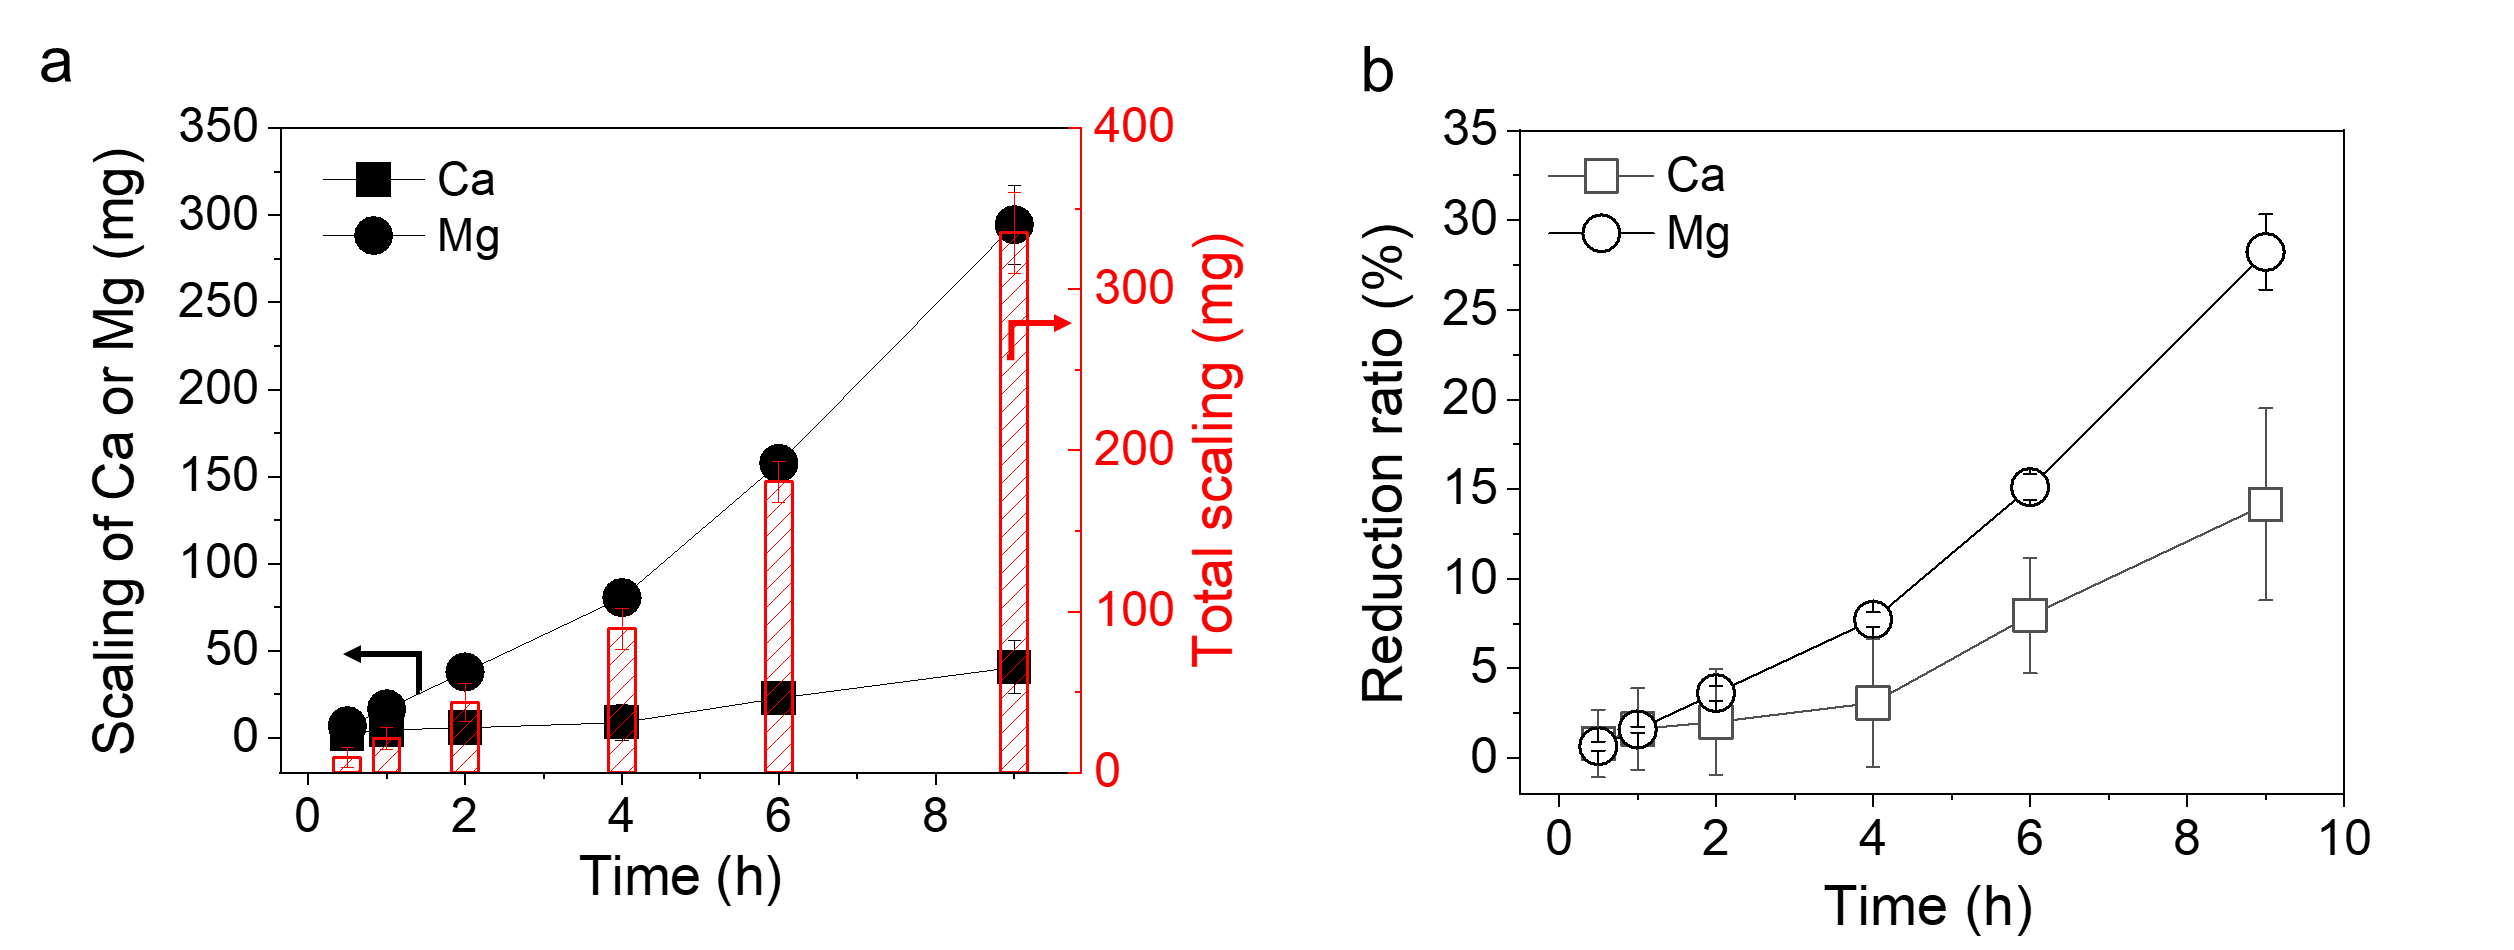 a
Scaling of Ca or Mg (mg)
350
300
250
200
150
100
50
0
Ca
Mg
400
300
200
100
0
Total scaling (mg)
0 2 4 6 8
Time (h)
b
Reduction ratio (%)
35
30
25
20
15
10
5
0
Ca
Mg
0 2 4 6 8 10
Time (h)